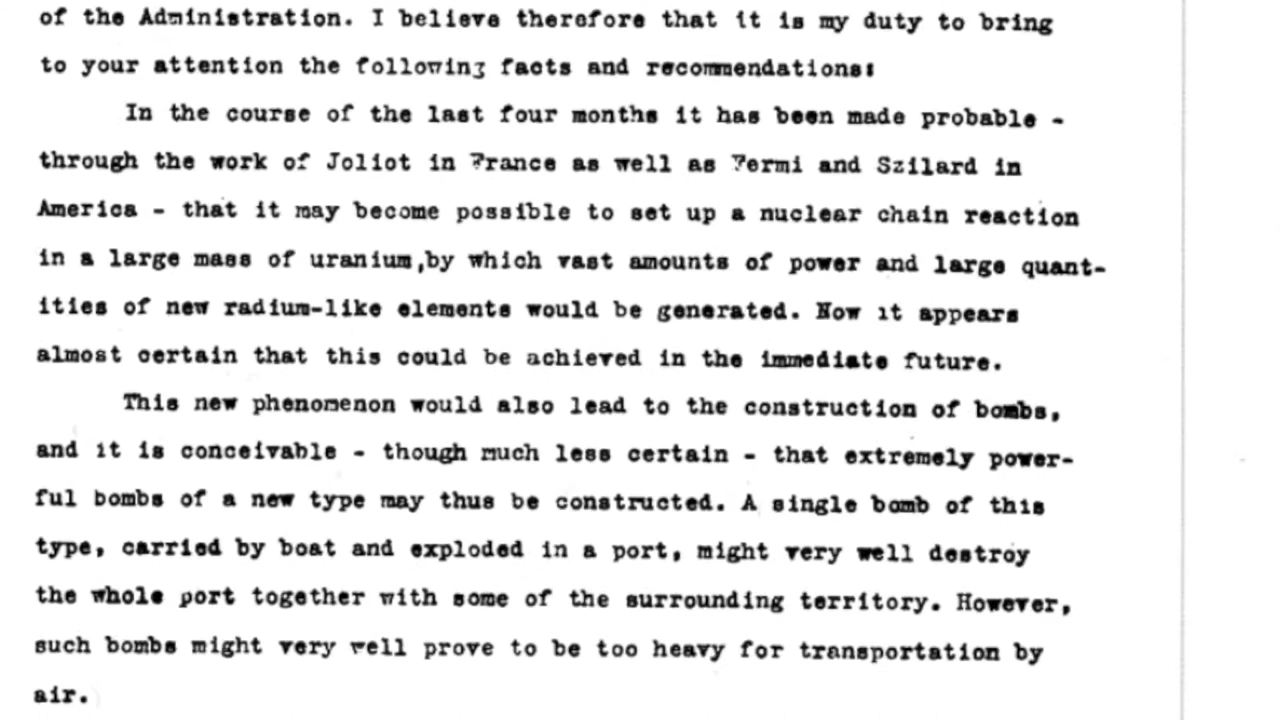 of the Administration. I believe therefore that it is my duty to bring
to your attention the following facts and recommendations:
In the course of the last four months it has been made probable -
through the work of Joliot in France as well as Fermi and Szilard in
America - that it may become possible to set up a nuclear chain reaction
in a large mass of uranium,by which vast amounts of power and large quant-
ities of new radium-like elements would be generated. Now it appears
almost certain that this could be achieved in the immediate future.
This new phenomenon would also lead to the construction of bombs,
and it is conceivable - though much less certain - that extremely power-
ful bombs of a new type may thus be constructed. A single bomb of this
type, carried by boat and exploded in a port, might very well destroy
the whole port together with some of the surrounding territory. However,
such bombs might very well prove to be too heavy for transportation by
air.